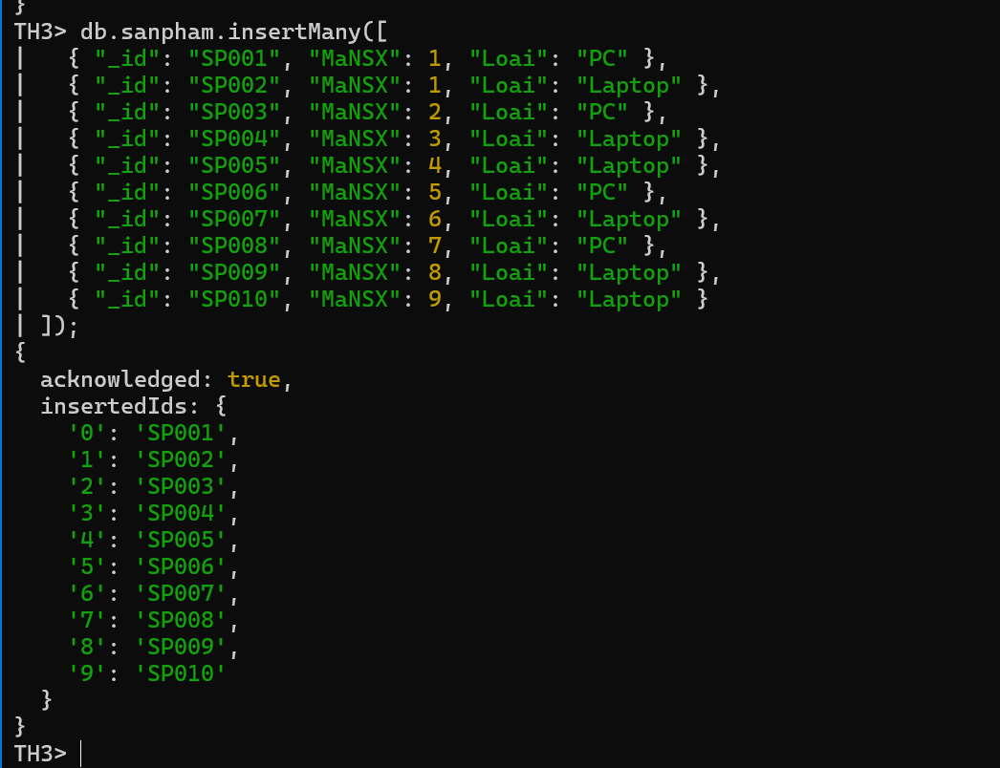 }
TH3> db.sanpham.insertMany([
|   { "_id": "SP001", "MaNSX": 1, "Loai": "PC" },
|   { "_id": "SP002", "MaNSX": 1, "Loai": "Laptop" },
|   { "_id": "SP003", "MaNSX": 2, "Loai": "PC" },
|   { "_id": "SP004", "MaNSX": 3, "Loai": "Laptop" },
|   { "_id": "SP005", "MaNSX": 4, "Loai": "Laptop" },
|   { "_id": "SP006", "MaNSX": 5, "Loai": "PC" },
|   { "_id": "SP007", "MaNSX": 6, "Loai": "Laptop" },
|   { "_id": "SP008", "MaNSX": 7, "Loai": "PC" },
|   { "_id": "SP009", "MaNSX": 8, "Loai": "Laptop" },
|   { "_id": "SP010", "MaNSX": 9, "Loai": "Laptop" }
| ]);
{
  acknowledged: true,
  insertedIds: {
    '0': 'SP001',
    '1': 'SP002',
    '2': 'SP003',
    '3': 'SP004',
    '4': 'SP005',
    '5': 'SP006',
    '6': 'SP007',
    '7': 'SP008',
    '8': 'SP009',
    '9': 'SP010'
  }
}
TH3>